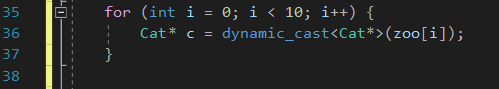 35 for (int i = 0; i < 10; i++) {
36 Cat* c = dynamic_cast<Cat*>(zoo[i]);
37 }
38